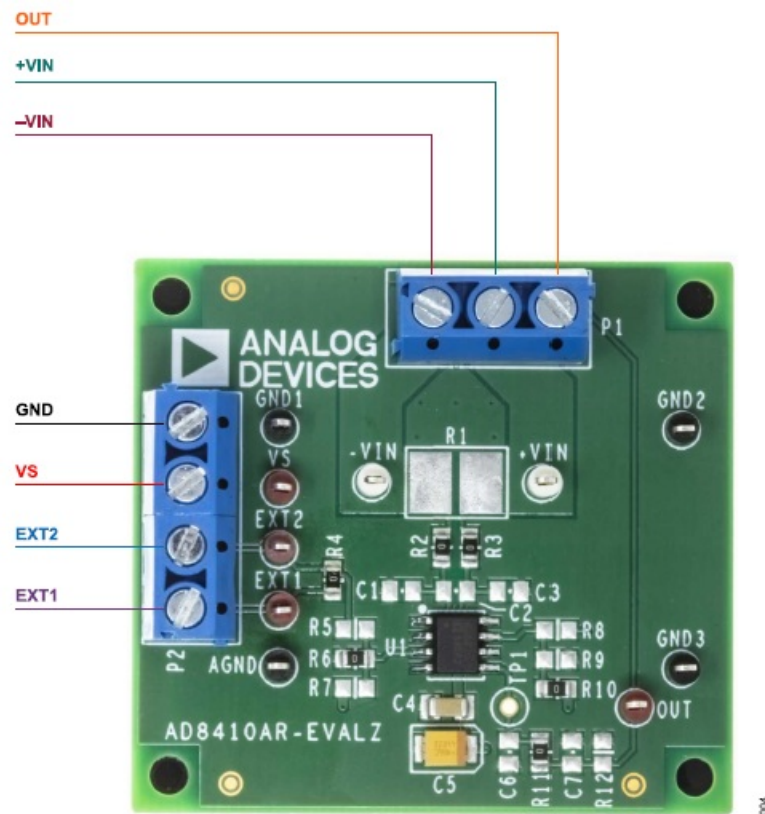 OUT
+VIN
–VIN
P1
ANALOG
DEVICES
GND
GND1
GND2
R1
-VIN
+VIN
VS
VS
EXT2
EXT2
R4
R2
R3
EXT1
EXT1
C1
C3
C2
R5
U1
R8
P2
AGND
R6
R9
GND3
R7
TP1
R10
C4
OUT
AD8410AR-EVALZ
C5
C6
R11
C7
R12